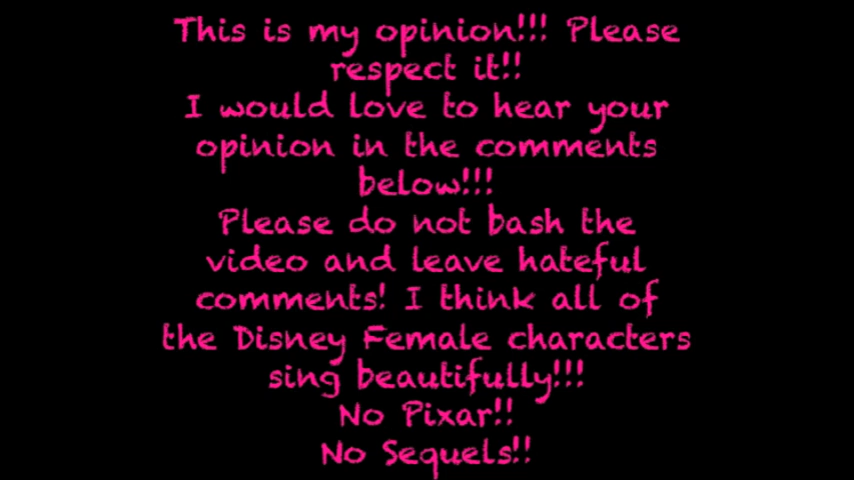 This is my opinion!!! Please
respect it!!
I would love to hear your
opinion in the comments
below!!!
Please do not bash the
video and leave hateful
comments! I think all of
the Disney Female characters
sing beautifully!!!
No Pixar!!
No Sequels!!